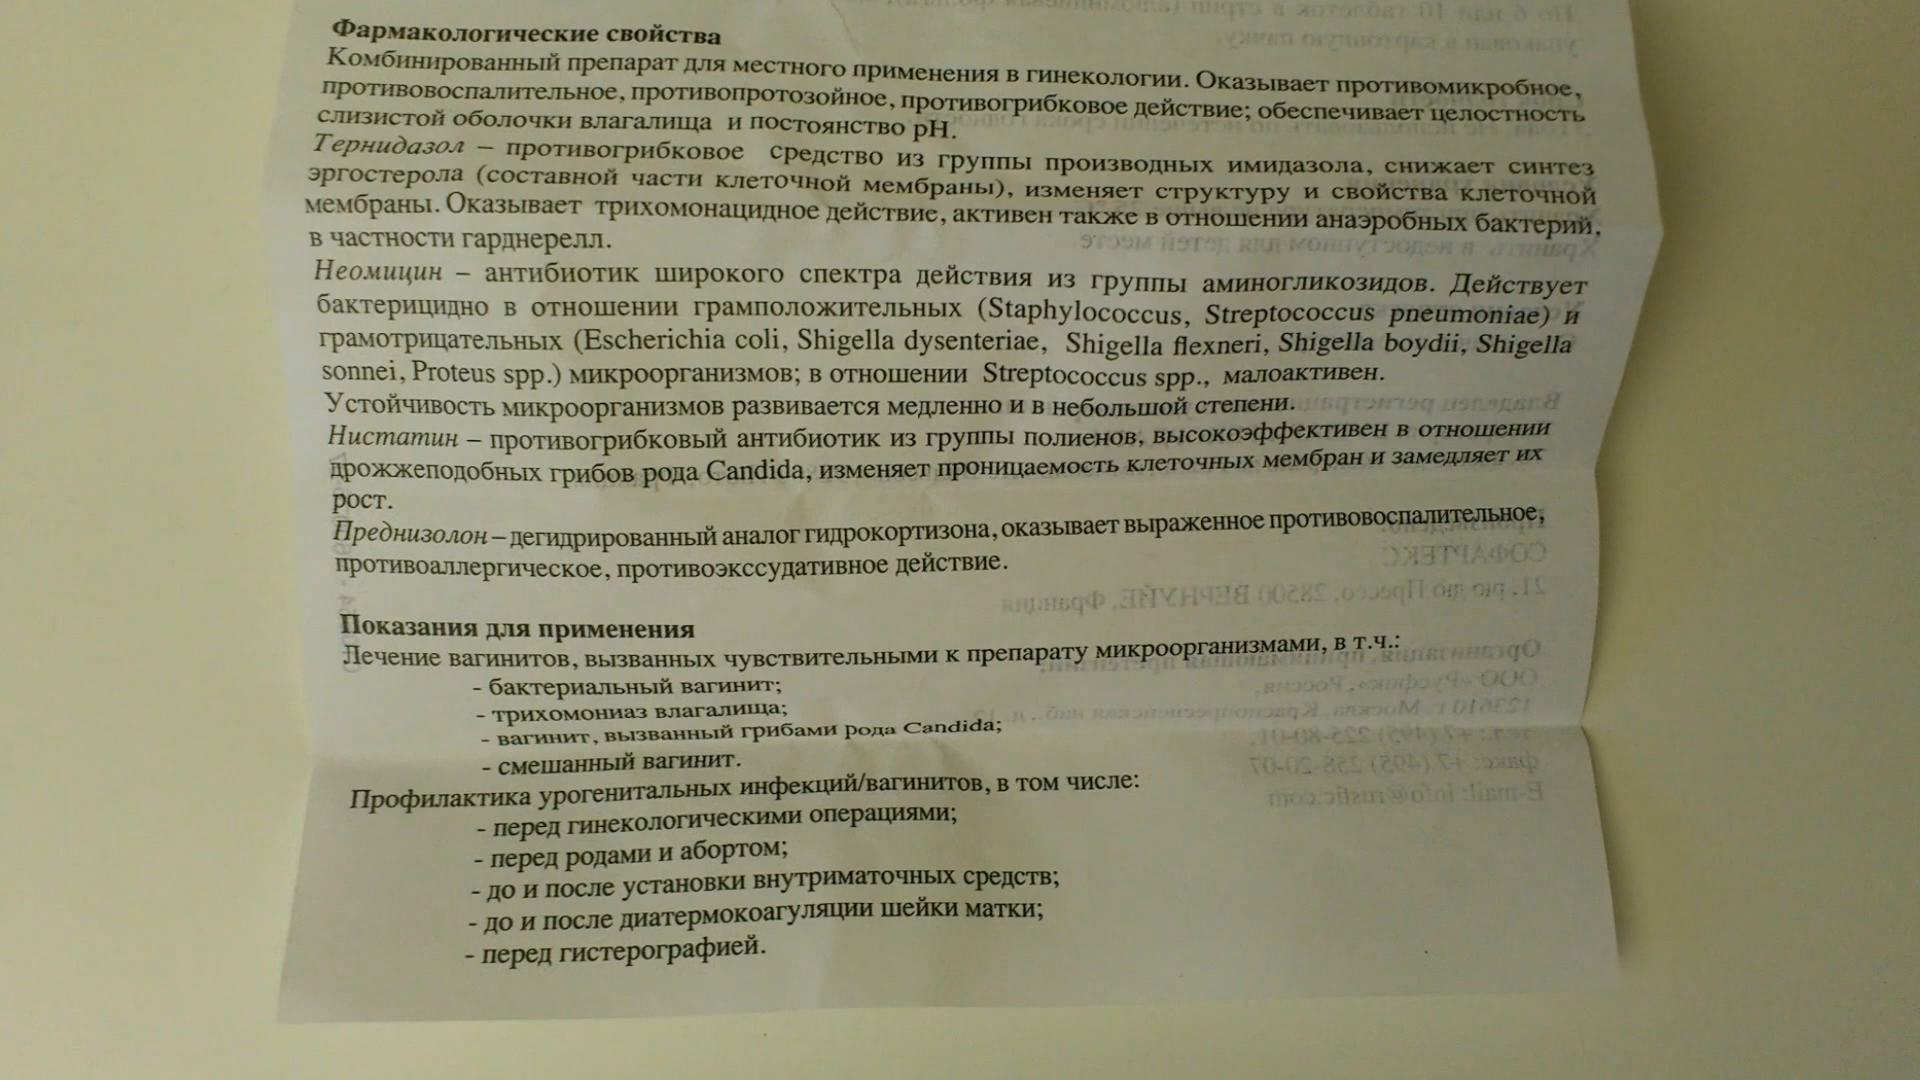 Фармакологические свойства
Комбинированный препарат для местного применения в гинекологии. Оказывает противомикробное,
противовоспалительное, противопротозойное, противогрибковое действие; обеспечивает целостность
слизистой оболочки влагалища и постоянство pH.
Тернидазол – противогрибковое средство из группы производных имидазола, снижает синтез
эргостерола (составной части клеточной мембраны), изменяет структуру и свойства клеточной
мембраны. Оказывает трихомонацидное действие, активен также в отношении анаэробных бактерий,
в частности гарднерелл.
Неомицин – антибиотик широкого спектра действия из группы аминогликозидов. Действует
бактерицидно в отношении грамположительных (Staphylococcus, Streptococcus pneumoniae) и
грамотрицательных (Escherichia coli, Shigella dysenteriae, Shigella flexneri, Shigella boydii, Shigella
sonnei, Proteus spp.) микроорганизмов; в отношении Streptococcus spp., малоактивен.
Устойчивость микроорганизмов развивается медленно и в небольшой степени.
Нистатин – противогрибковый антибиотик из группы полиенов, высокоэффективен в отношении
дрожжеподобных грибов рода Candida, изменяет проницаемость клеточных мембран и замедляет их
рост.
Преднизолон – дегидрированный аналог гидрокортизона, оказывает выраженное противовоспалительное,
противоаллергическое, противоэкссудативное действие.
Показания для применения
Лечение вагинитов, вызванных чувствительными к препарату микроорганизмами, в т.ч.:
- бактериальный вагинит;
- трихомониаз влагалища;
- вагинит, вызванный грибами рода Candida;
- смешанный вагинит.
Профилактика урогенитальных инфекций/вагинитов, в том числе:
- перед гинекологическими операциями;
- перед родами и абортом;
- до и после установки внутриматочных средств;
- до и после диатермокоагуляции шейки матки;
- перед гистерографией.